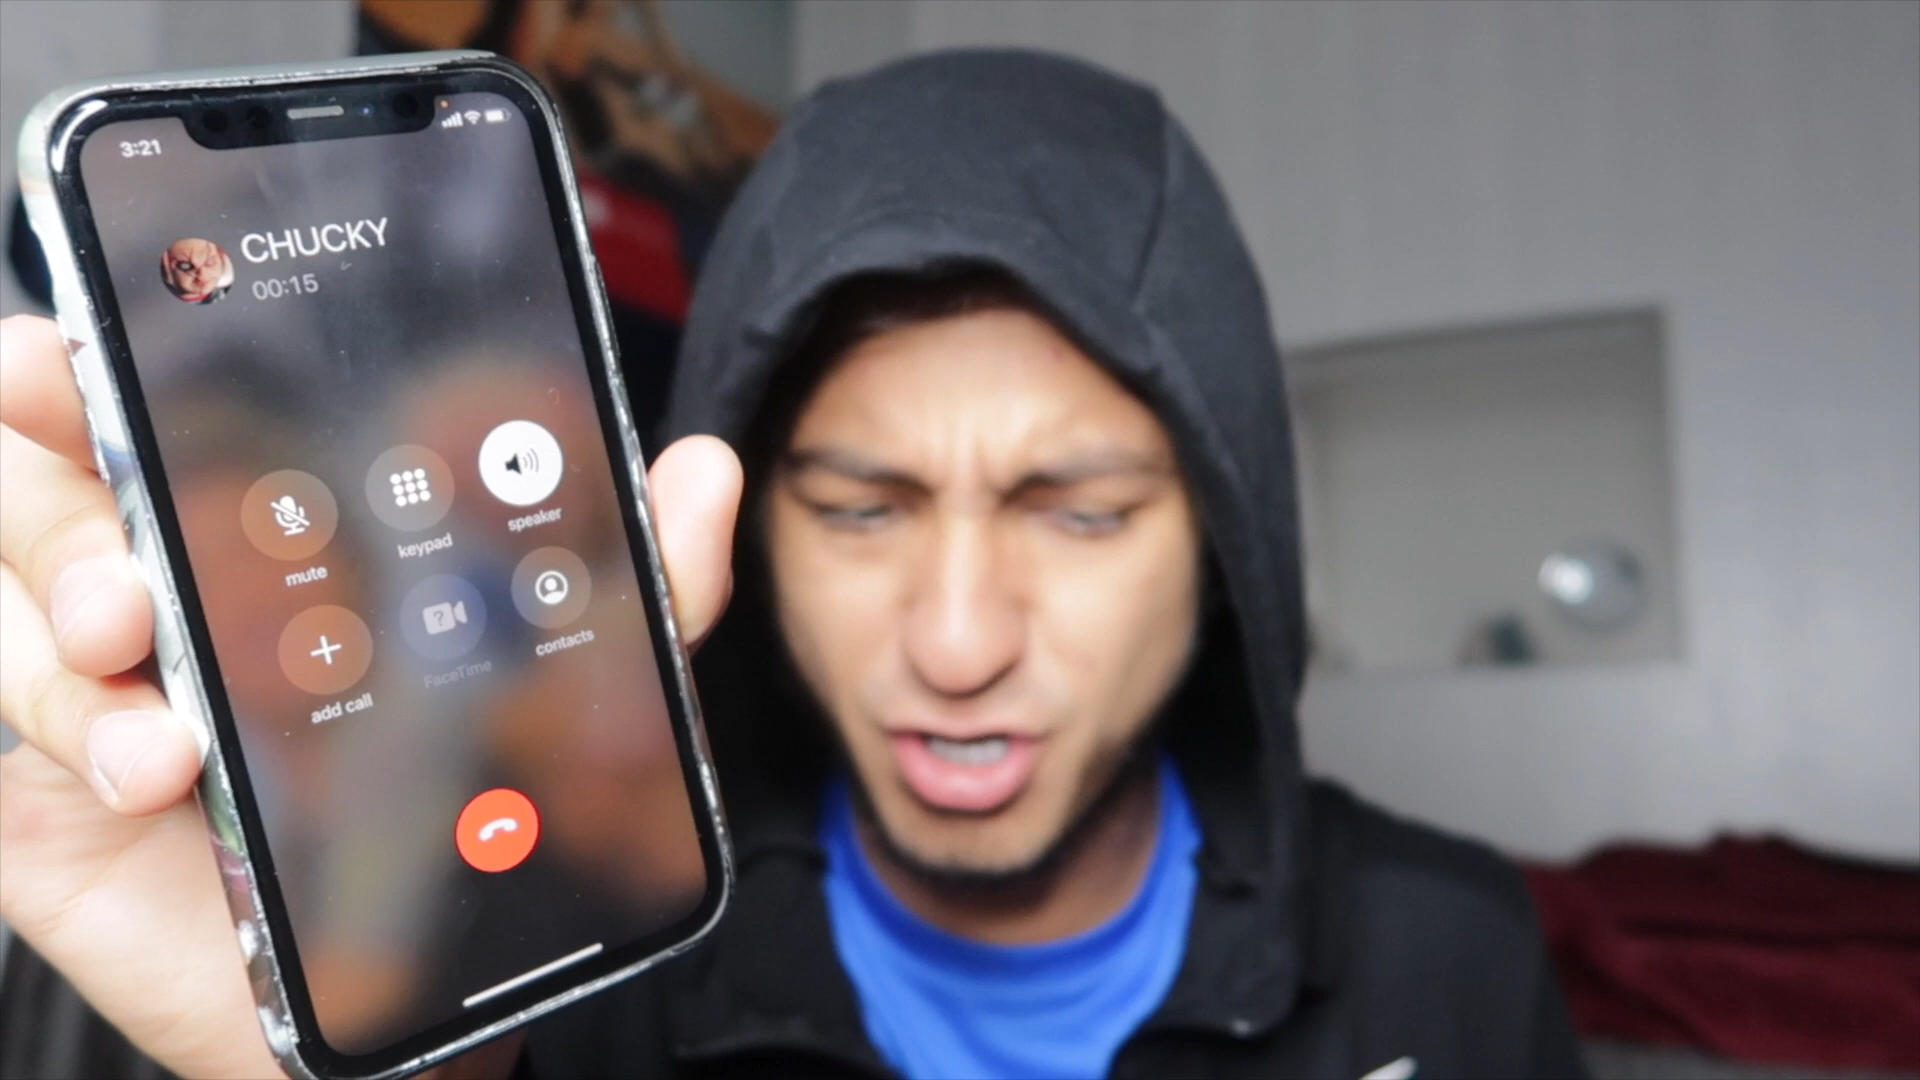 3:21
CHUCKY
00:15
mute
keypad
speaker
add call
FaceTime
contacts